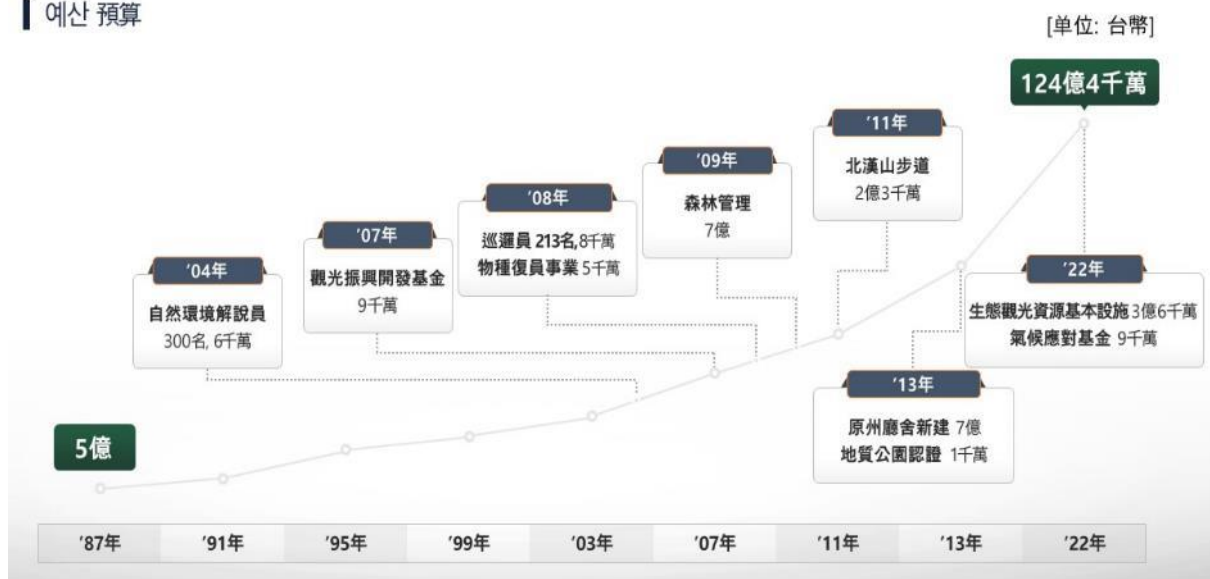 예산 預算
[单位: 台幣]
124億4千萬
'11年
北漢山步道
2億3千萬
'09年
森林管理
7億
'08年
巡邏員 213名,8千萬
物種復員事業 5千萬
'07年
觀光振興開發基金
9千萬
'04年
自然環境解說員
300名, 6千萬
'22年
生態觀光資源基本設施 3億6千萬
氣候應對基金 9千萬
'13年
原州廳舍新建 7億
地質公園認證 1千萬
5億
'87年 '91年 '95年 '99年 '03年 '07年 '11年 '13年 '22年